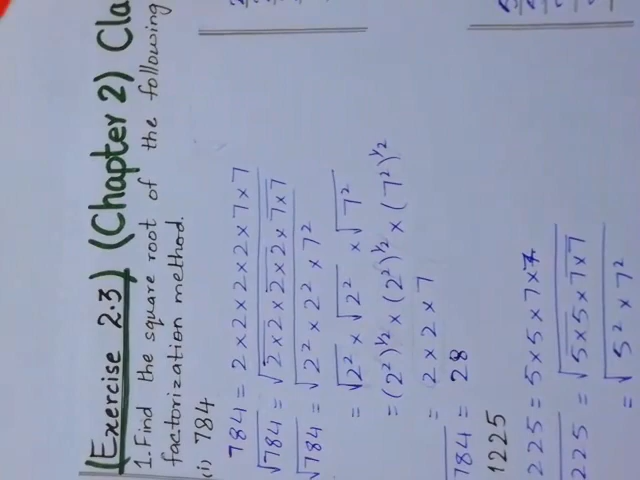 (Exercise 2.3) (Chapter 2) Cla
1. Find the square root of the following
factorization method.
(i) 784
784 = 2×2×2×2×7×7
√784 = √2×2×2×2×7×7
√784 = √2²×2²×7²
= √2² × √2² × √7²
= (2²)^½ × (2²)^½ × (7²)^½
= 2×2×7
784 = 28
1225
225 = 5×5×7×7
225 = √5×5×7×7
= √5²×7²